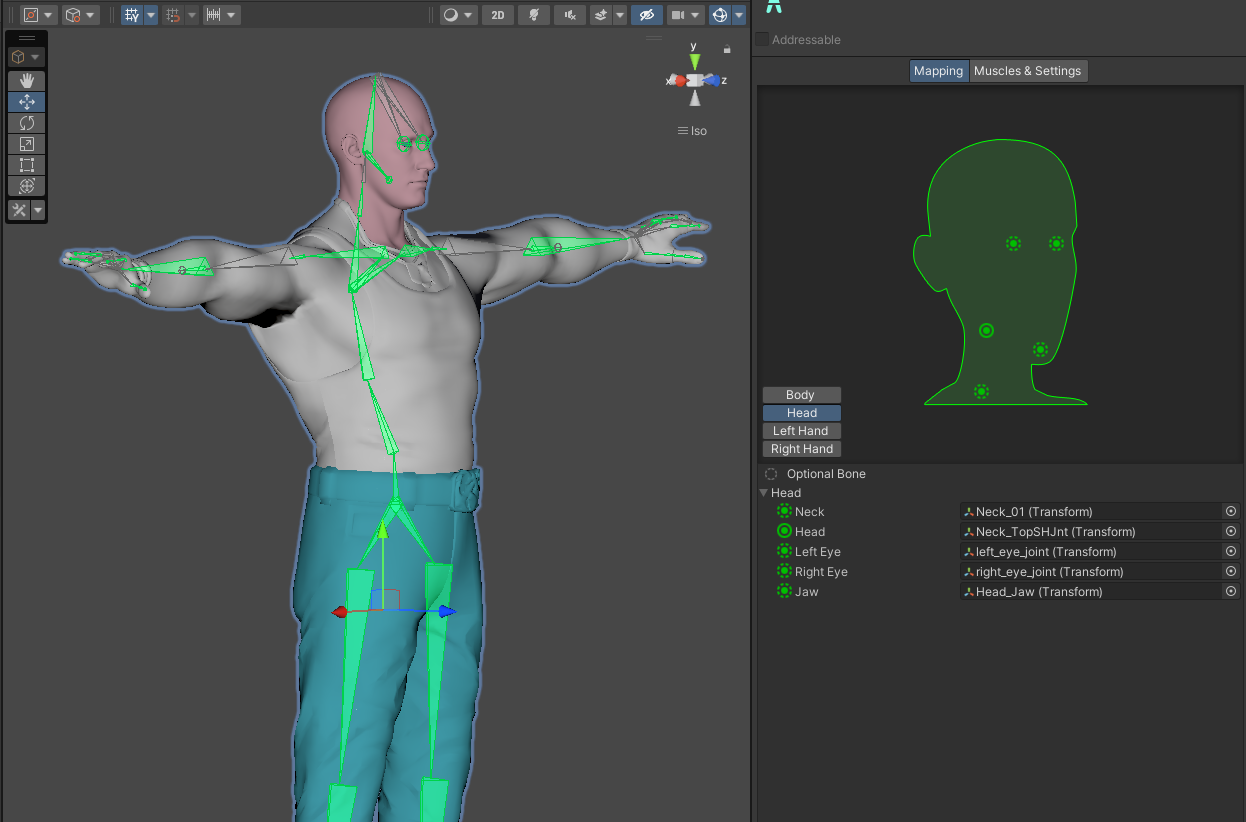 2D
y
x
z
Iso
Addressable
Mapping
Muscles & Settings
Body
Head
Left Hand
Right Hand
Optional Bone
Head
Neck Neck_01 (Transform)
Head Neck_TopSHJnt (Transform)
Left Eye left_eye_joint (Transform)
Right Eye right_eye_joint (Transform)
Jaw Head_Jaw (Transform)